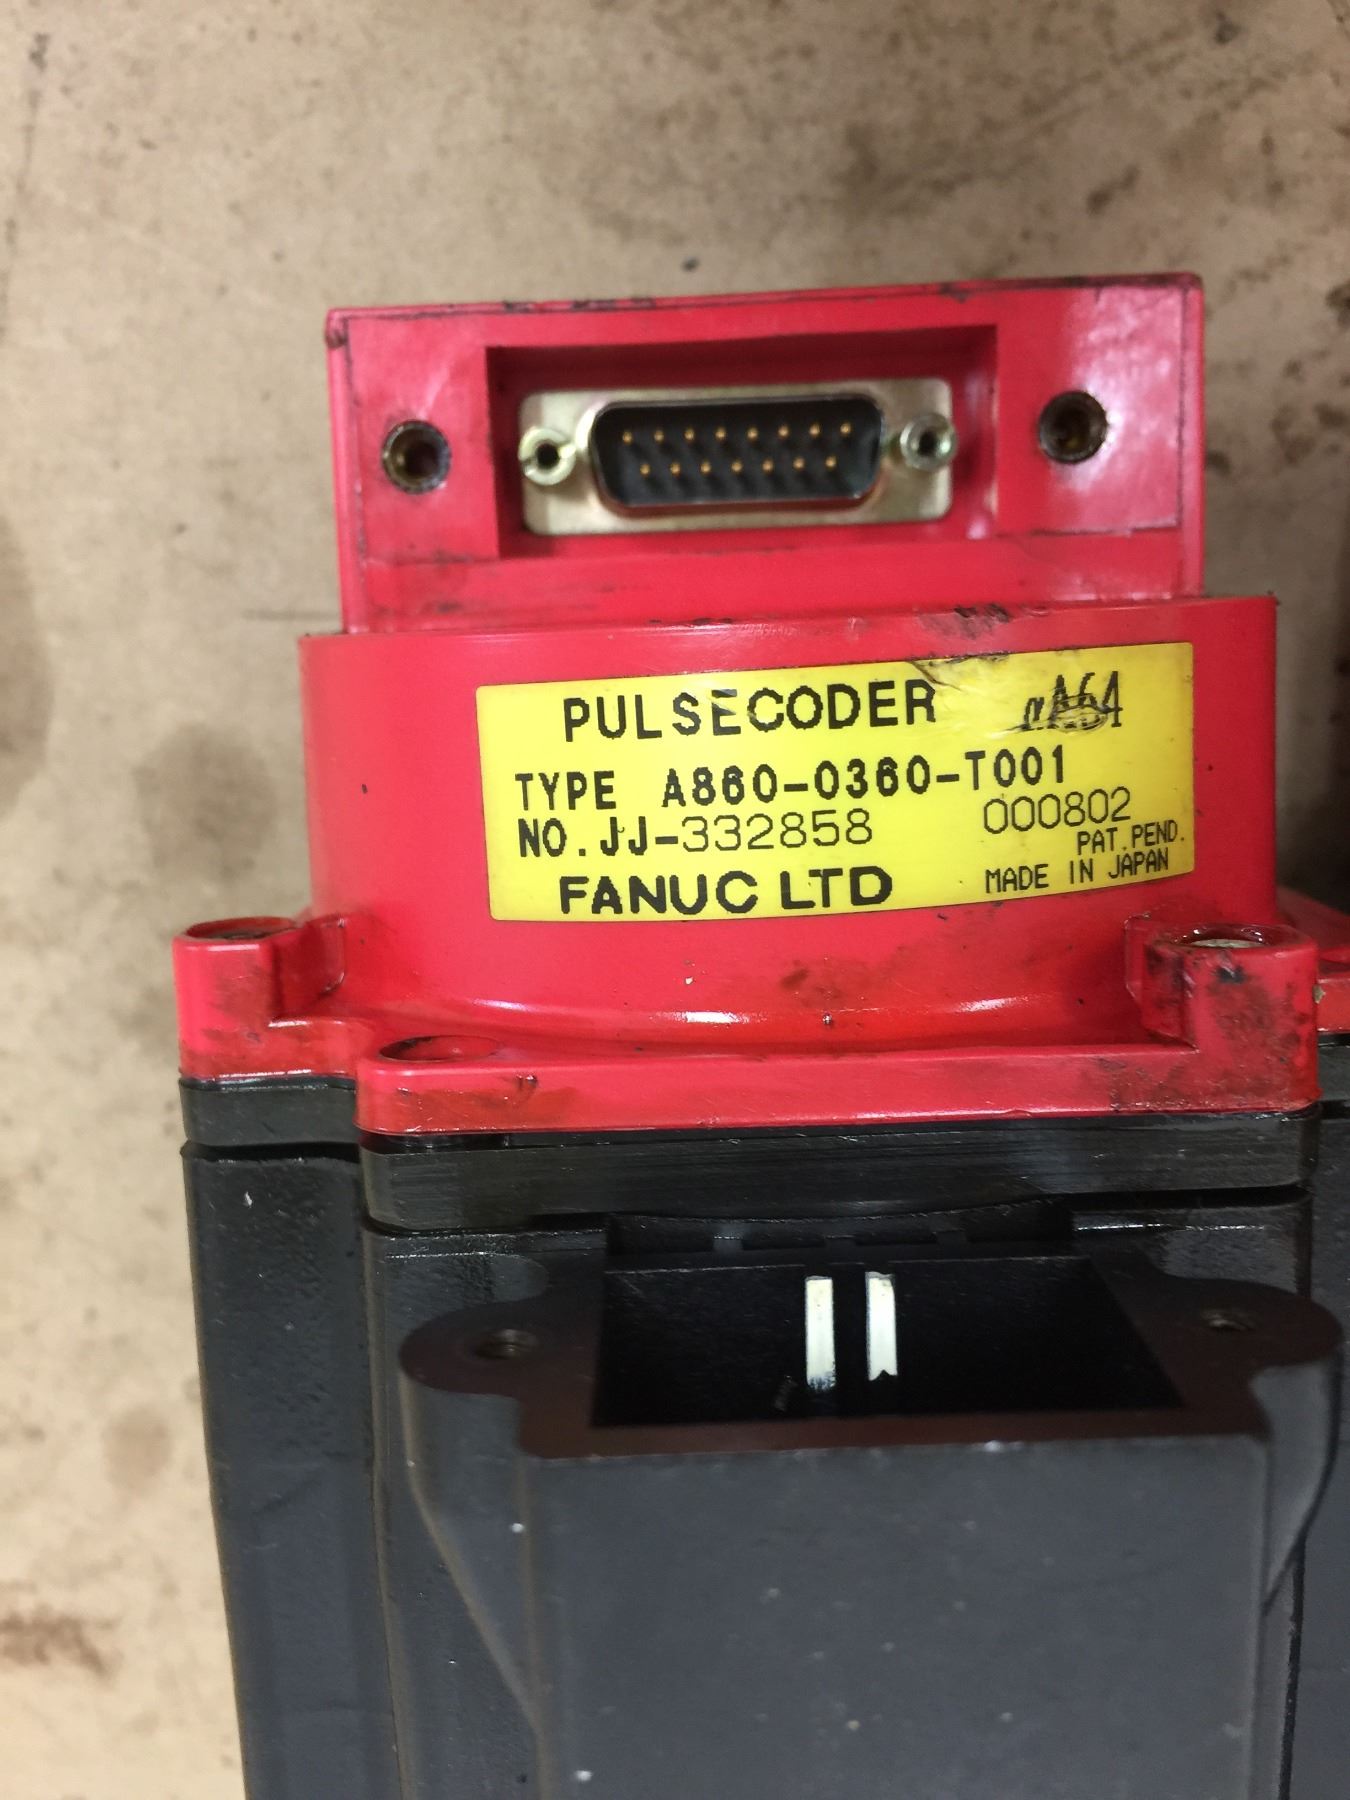 PULSECODER αA64
TYPE A860-0360-T001
NO.JJ-332858 000802
PAT.PEND.
FANUC LTD MADE IN JAPAN